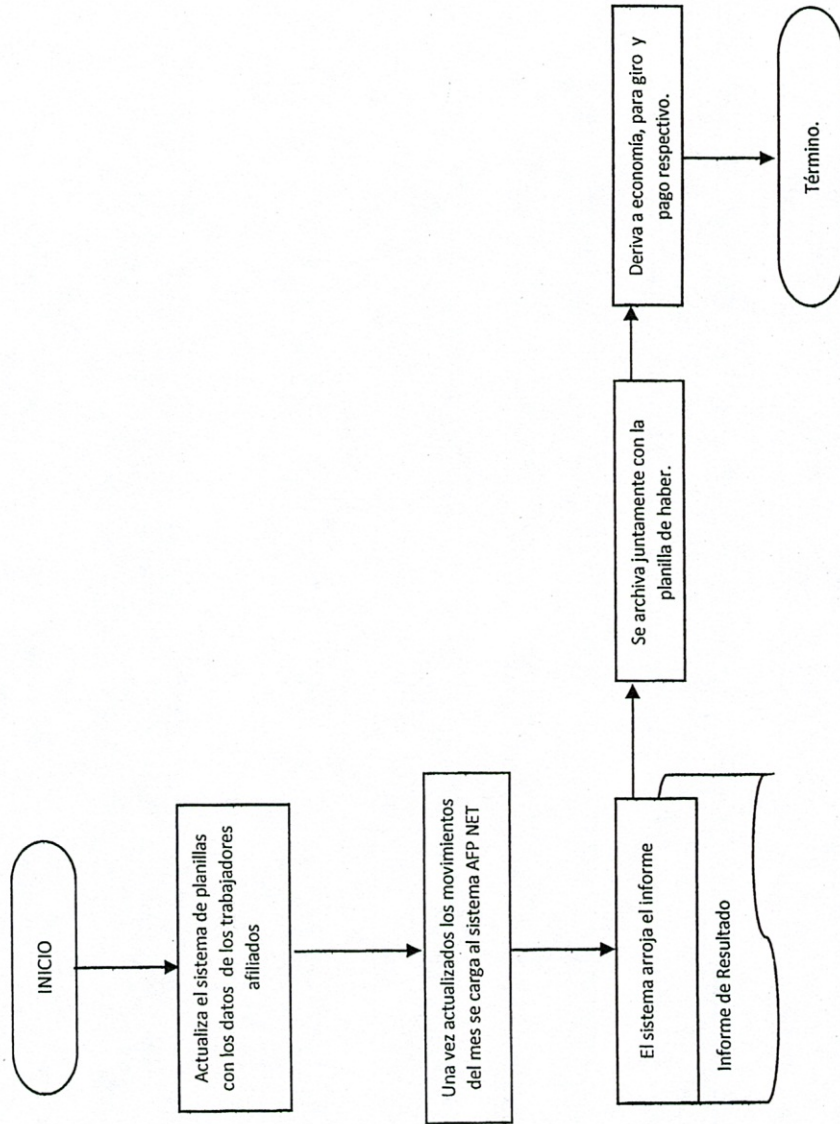 INICIO
Actualiza el sistema de planillas
con los datos de los trabajadores
afiliados
Una vez actualizados los movimientos
del mes se carga al sistema AFP NET
El sistema arroja el informe
Informe de Resultado
Se archiva juntamente con la
planilla de haber.
Deriva a economía, para giro y
pago respectivo.
Término.